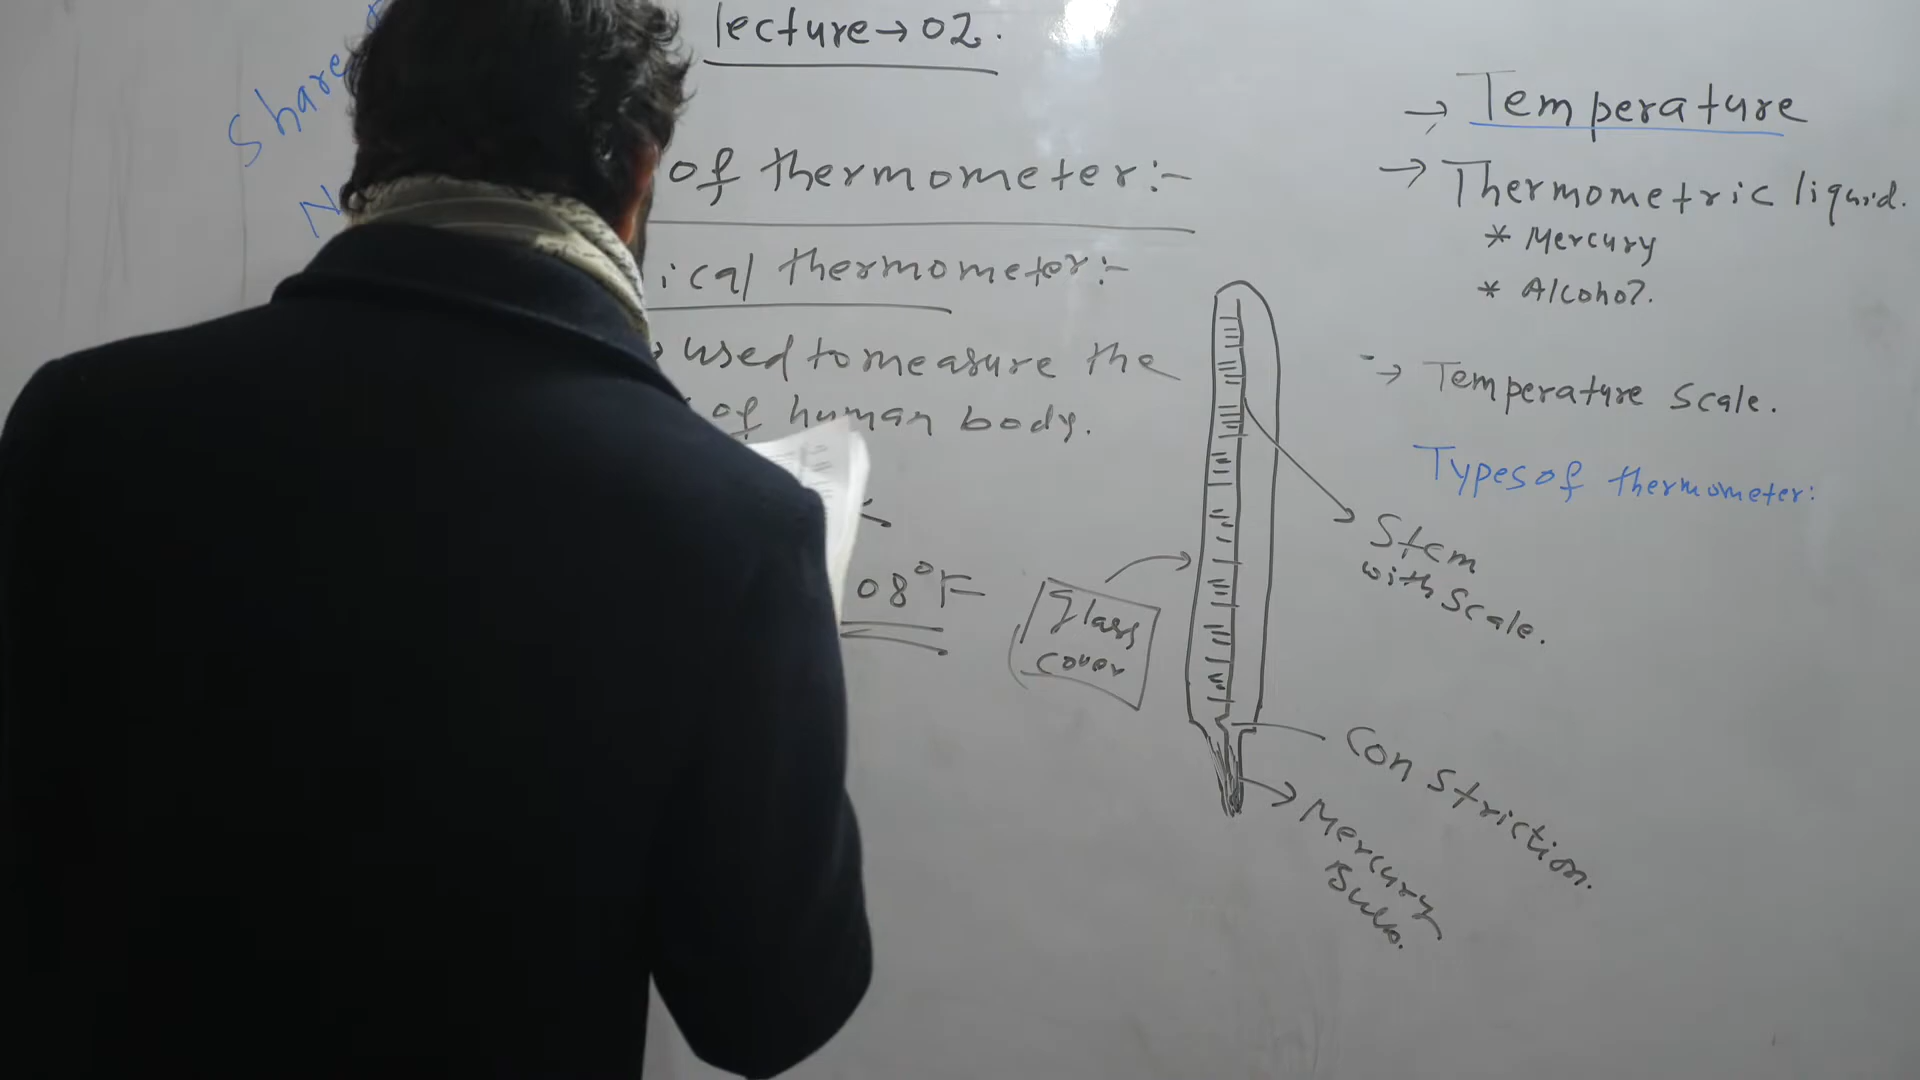 Share
lecture → 02.
of thermometer:-
ical thermometer:-
used to measure the
of human body.
08°F
Glass
cover
→ Temperature
→ Thermometric liquid.
* Mercury
* Alcohol.
→ Temperature Scale.
Types of thermometer:
Stem
with Scale.
Constriction.
Mercury
Bulb.